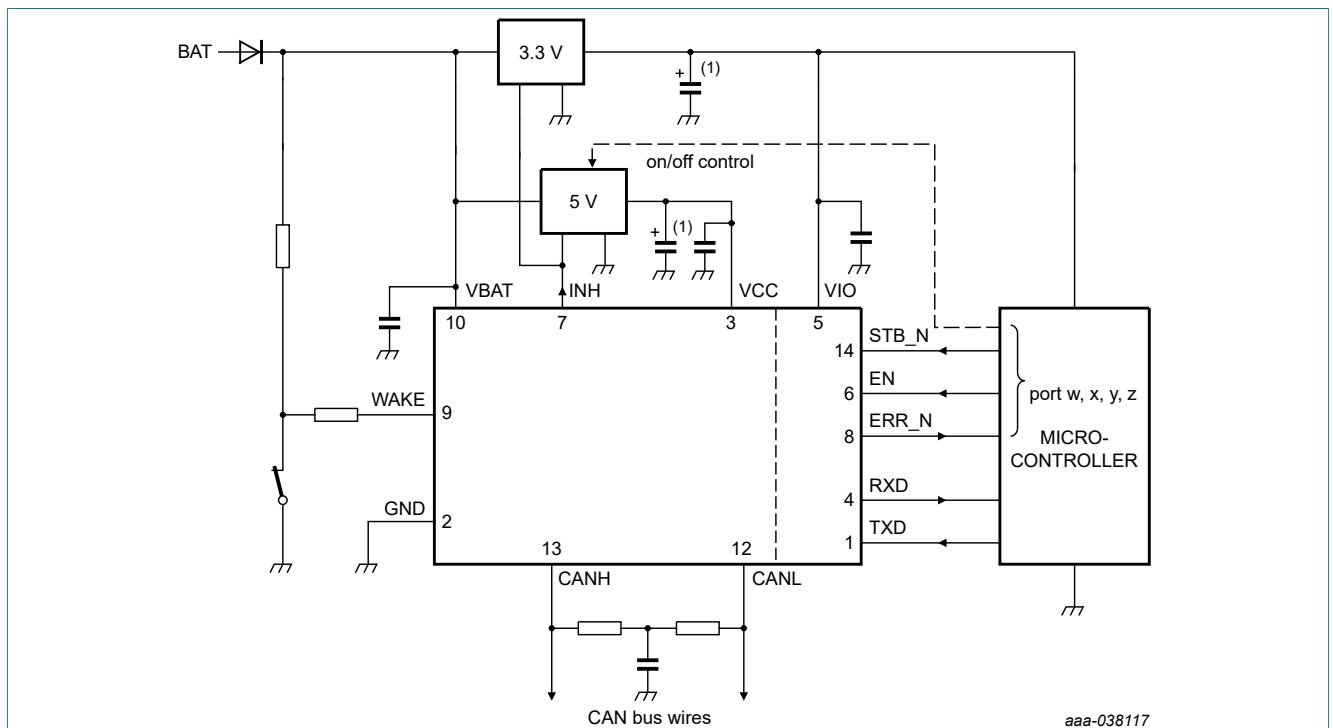 BAT
3.3 V
+ (1)
on/off control
5 V
+ (1)
VBAT
INH
VCC
VIO
10
7
3
5
14
STB_N
6
EN
port w, x, y, z
WAKE
9
8
ERR_N
MICRO-
CONTROLLER
4
RXD
GND
2
1
TXD
13
12
CANH
CANL
CAN bus wires
aaa-038117